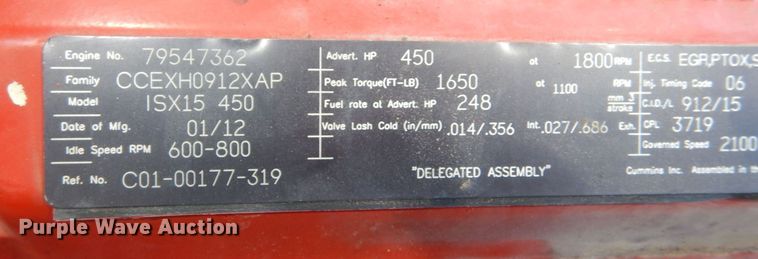 Engine No. 79547362
Family CCEXH0912XAP
Model ISX15 450
Date of Mfg. 01/12
Idle Speed RPM 600-800
Ref. No. C01-00177-319
Advert. HP 450 at 1800 RPM
Peak Torque(FT-LB) 1650 at 1100 RPM
Fuel rate at Advert. HP 248 mm 3 stroke
Valve Lash Cold (in/mm) .014/.356 Int. .027/.686 Exh.
"DELEGATED ASSEMBLY"
E.C.S. EGR,PTOX,S
Inj. Timing Code 06
C.I.D./L 912/15
CPL 3719
Governed Speed 2100
Cummins Inc. Assembled in the
Purple Wave Auction